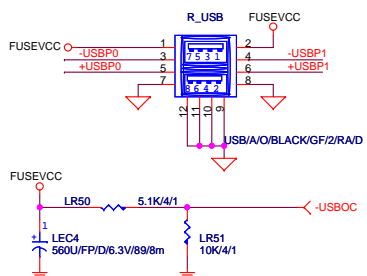 R_USB
FUSEVCC
FUSEVCC
1
2
-USBP0
3
7 5 3 1
4
-USBP1
+USBP0
5
6
+USBP1
7
8 6 4 2
8
12
11
10
9
USB/A/O/BLACK/GF/2/RA/D
FUSEVCC
LR50
5.1K/4/1
-USBOC
1
+
LEC4
560U/FP/D/6.3V/89/8m
LR51
10K/4/1